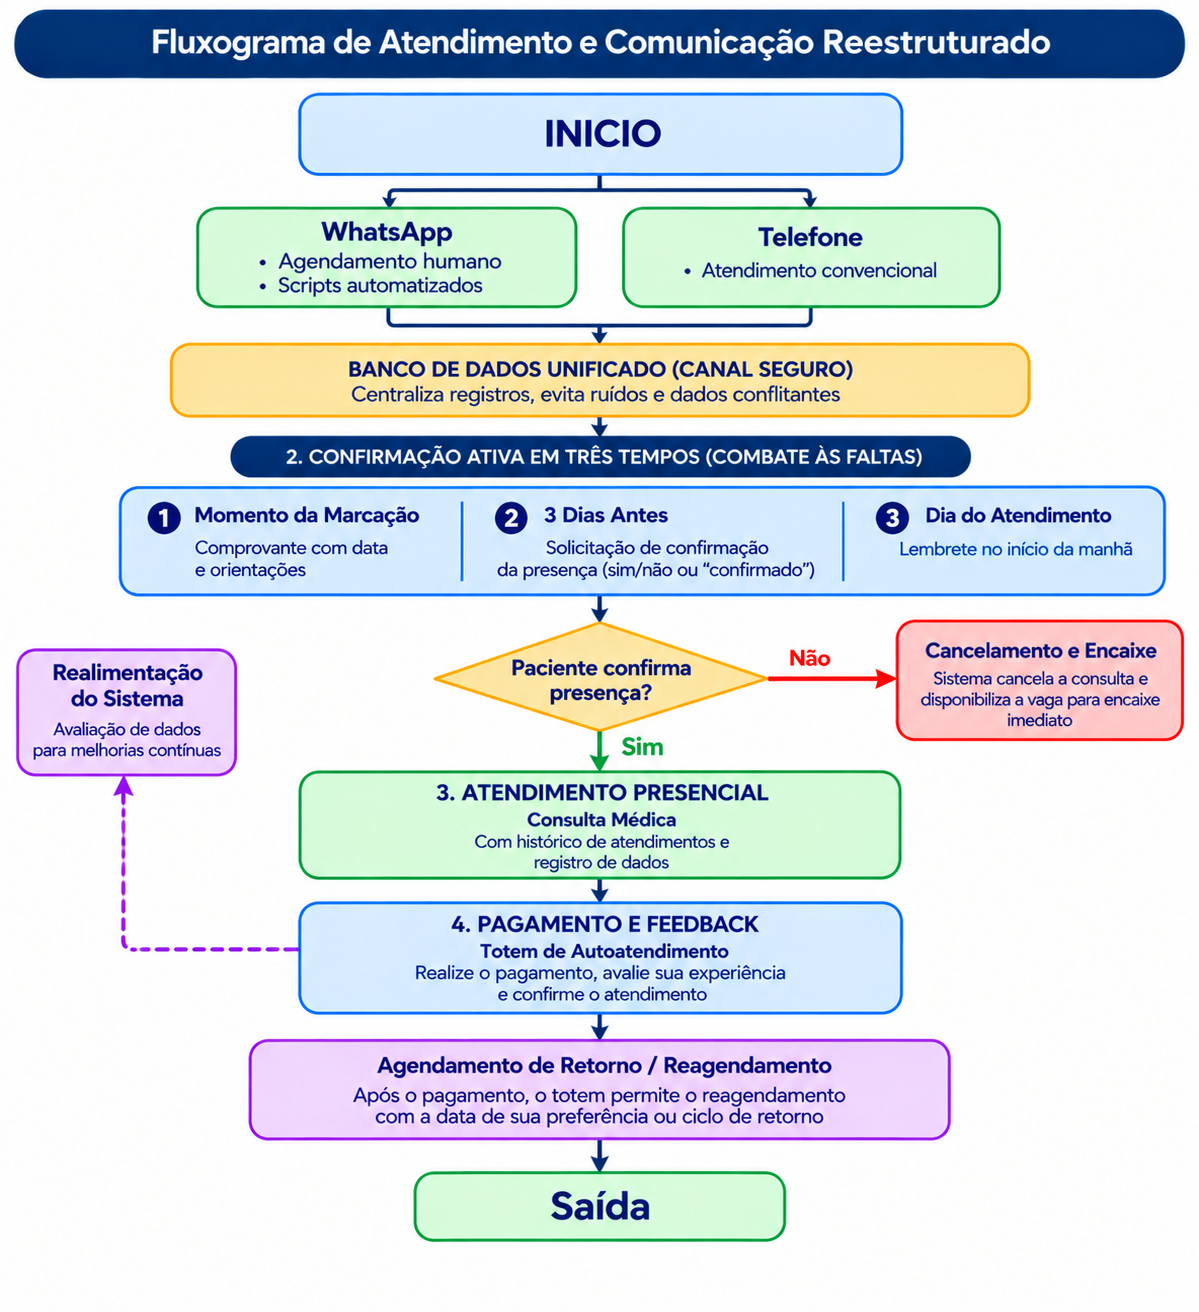 Fluxograma de Atendimento e Comunicação Reestruturado
INICIO
WhatsApp
• Agendamento humano
• Scripts automatizados
Telefone
• Atendimento convencional
BANCO DE DADOS UNIFICADO (CANAL SEGURO)
Centraliza registros, evita ruídos e dados conflitantes
2. CONFIRMAÇÃO ATIVA EM TRÊS TEMPOS (COMBATE ÀS FALTAS)
1 Momento da Marcação
Comprovante com data
e orientações
2 3 Dias Antes
Solicitação de confirmação
da presença (sim/não ou “confirmado”)
3 Dia do Atendimento
Lembrete no início da manhã
Paciente confirma
presença?
Não
Cancelamento e Encaixe
Sistema cancela a consulta e
disponibiliza a vaga para encaixe
imediato
Realimentação
do Sistema
Avaliação de dados
para melhorias contínuas
Sim
3. ATENDIMENTO PRESENCIAL
Consulta Médica
Com histórico de atendimentos e
registro de dados
4. PAGAMENTO E FEEDBACK
Totem de Autoatendimento
Realize o pagamento, avalie sua experiência
e confirme o atendimento
Agendamento de Retorno / Reagendamento
Após o pagamento, o totem permite o reagendamento
com a data de sua preferência ou ciclo de retorno
Saída